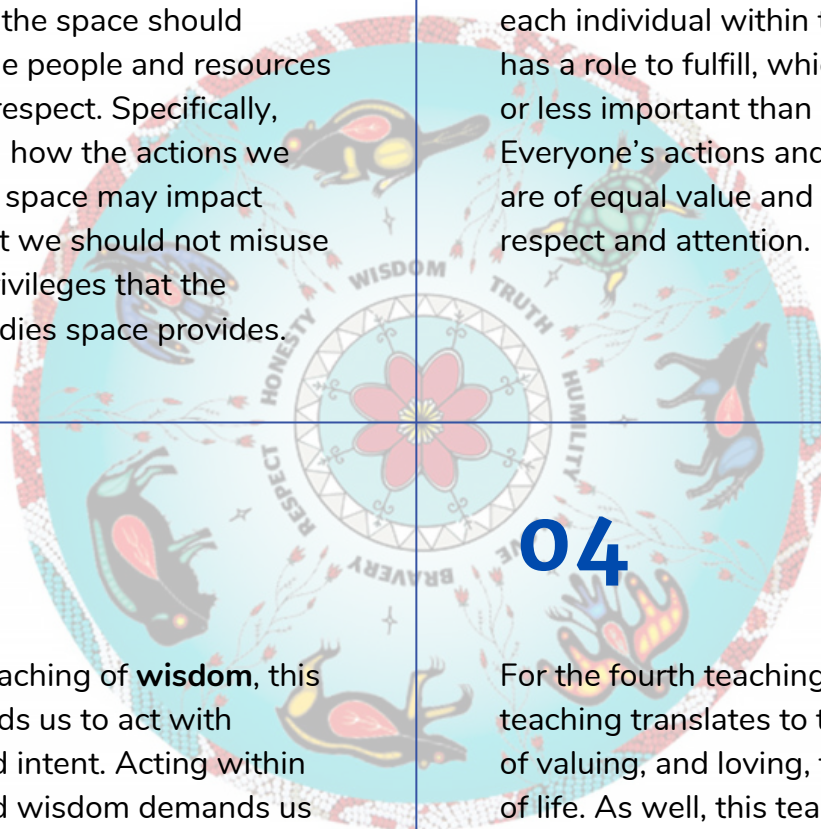 the space should
e people and resources
respect. Specifically,
how the actions we
space may impact
t we should not misuse
ivileges that the
dies space provides.
each individual within t
has a role to fulfill, whic
or less important than
Everyone's actions and
are of equal value and
respect and attention.
WISDOM
TRUTH
HONESTY
HUMILITY
RESPECT
BRAVERY
04
aching of wisdom, this
ds us to act with
d intent. Acting within
d wisdom demands us
For the fourth teaching
teaching translates to t
of valuing, and loving, t
of life. As well, this tea